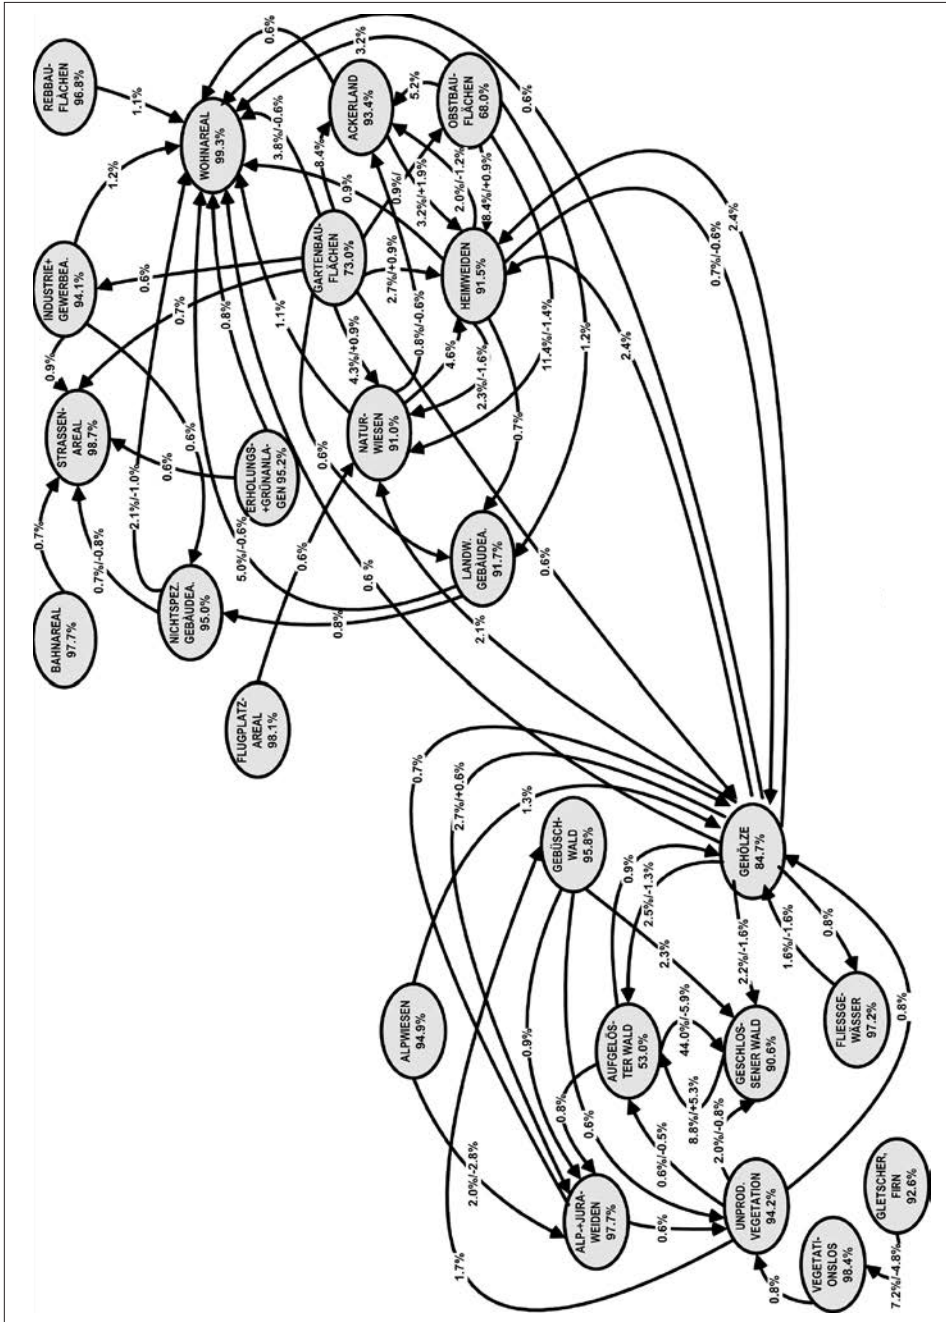 REBBAU-
FLÄCHEN
96.8%
1.1%
WOHNAREAL
99.3%
0.6%
3.2%
ACKERLAND
93.4%
5.2%
OBSTBAU-
FLÄCHEN
68.0%
0.6%
1.2%
3.8%/-0.6%
8.4%
0.9%
0.9%/
3.2%/+1.9%
2.0%/-1.2%
8.4%/+0.9%
2.4%
0.7%/-0.6%
INDUSTRIE+
GEWERBEA.
94.1%
0.6%
GARTENBAU-
FLÄCHEN
73.0%
HEIMWEIDEN
91.5%
0.9%
0.7%
0.8%
1.1%
2.7%/+0.9%
0.8%/-0.6%
4.3%/+0.9%
4.6%
2.3%/-1.6%
11.4%/-1.4%
1.2%
2.4%
STRASSEN-
AREAL
98.7%
0.6%
0.6%
NATUR-
WIESEN
91.0%
0.7%
2.1%/-1.0%
ERHOLUNGS-
+GRÜNANLA-
GEN 95.2%
0.6%
0.7%
0.7%/-0.8%
5.0%/-0.6%
0.6%
0.6 %
LANDW.
GEBÄUDEA.
91.7%
0.6%
BAHNAREAL
97.7%
NICHTSPEZ.
GEBÄUDEA.
95.0%
0.8%
2.1%
FLUGPLATZ-
AREAL
98.1%
0.7%
2.7%/+0.6%
1.3%
GEBÜSCH-
WALD
95.8%
0.9%
2.5%/-1.3%
GEHÖLZE
84.7%
2.3%
2.2%/-1.6%
1.6%/-1.6%
0.8%
ALPWIESEN
94.9%
0.9%
AUFGELÖS-
TER WALD
53.0%
44.0%/-5.9%
GESCHLOS-
SENER WALD
90.6%
FLIESSGE-
WÄSSER
97.2%
0.8%
0.8%
0.6%
8.8%/+5.3%
2.0%/-2.8%
0.6%/-0.5%
2.0%/-0.8%
ALP-+JURA-
WEIDEN
97.7%
0.6%
UNPROD.
VEGETATION
94.2%
GLETSCHER,
FIRN
92.6%
1.7%
0.8%
VEGETATI-
ONSLOS
98.4%
7.2%/-4.8%